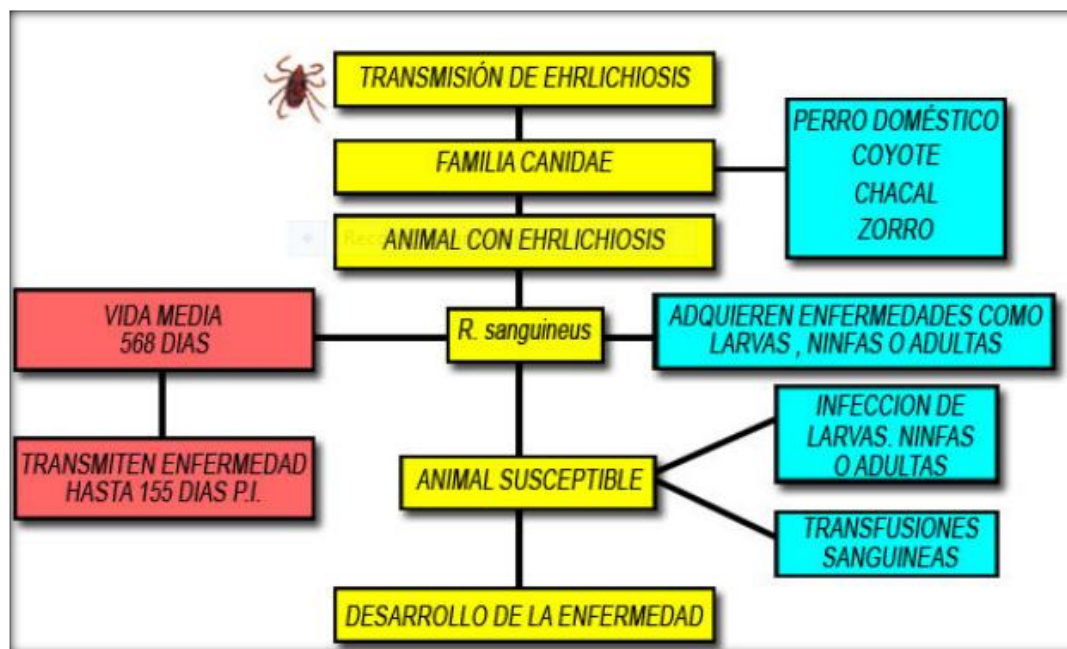 TRANSMISIÓN DE EHRLICHIOSIS
FAMILIA CANIDAE
PERRO DOMÉSTICO
COYOTE
CHACAL
ZORRO
ANIMAL CON EHRLICHIOSIS
VIDA MEDIA
568 DIAS
R. sanguineus
ADQUIEREN ENFERMEDADES COMO
LARVAS , NINFAS O ADULTAS
TRANSMITEN ENFERMEDAD
HASTA 155 DIAS P.I.
ANIMAL SUSCEPTIBLE
INFECCION DE
LARVAS. NINFAS
O ADULTAS
TRANSFUSIONES
SANGUINEAS
DESARROLLO DE LA ENFERMEDAD